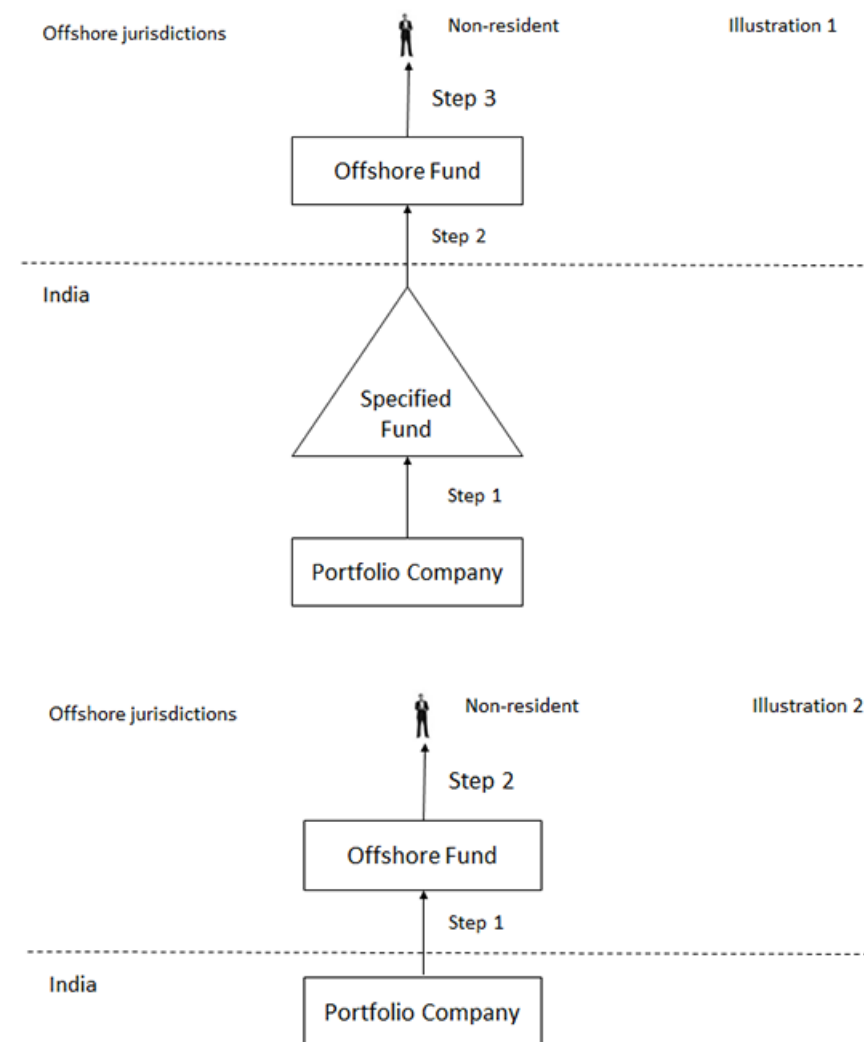 Offshore jurisdictions Non-resident Illustration 1
Step 3
Offshore Fund
Step 2
India
Specified
Fund
Step 1
Portfolio Company
Offshore jurisdictions Non-resident Illustration 2
Step 2
Offshore Fund
Step 1
India
Portfolio Company